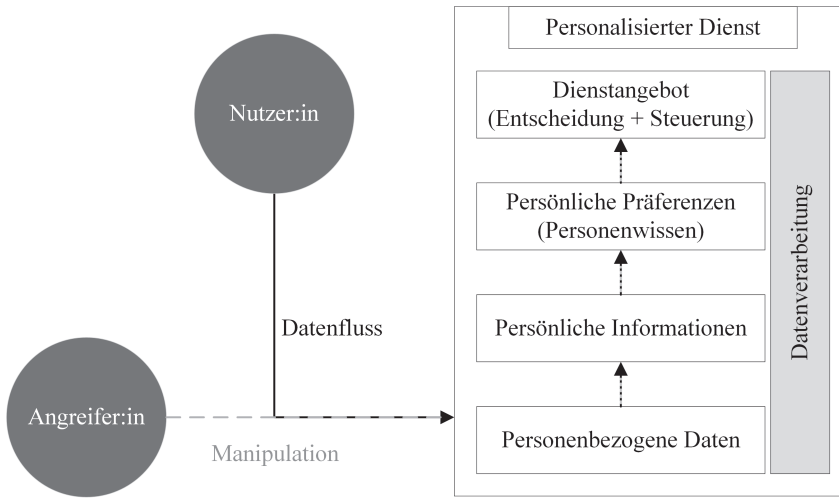 Personalisierter Dienst
Nutzer:in
Dienstangebot
(Entscheidung + Steuerung)
Persönliche Präferenzen
(Personenwissen)
Datenverarbeitung
Datenfluss
Persönliche Informationen
Angreifer:in
Manipulation
Personenbezogene Daten